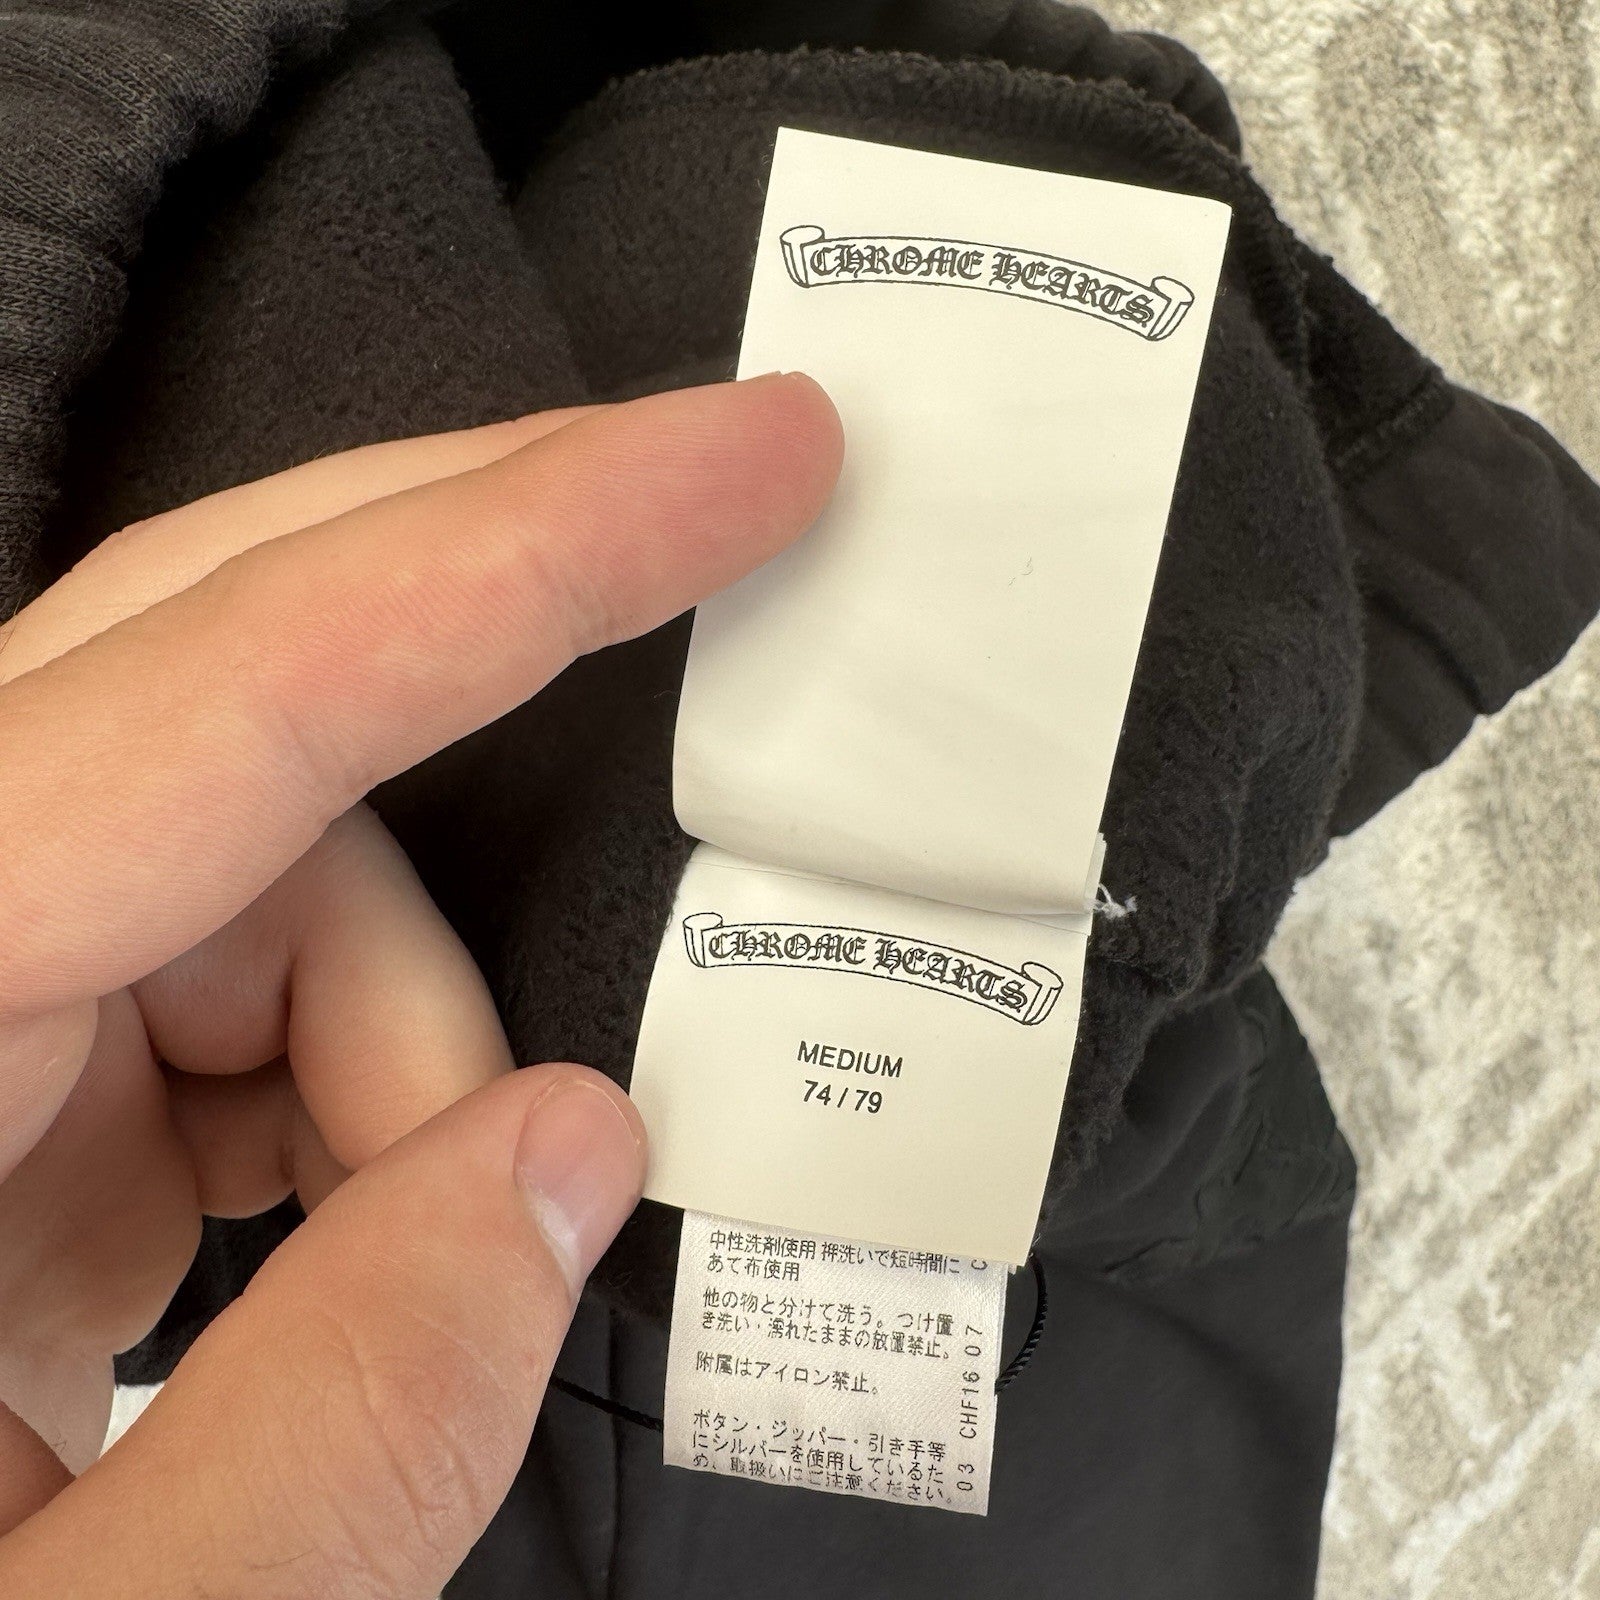 CHROME HEARTS
CHROME HEARTS
MEDIUM
74 / 79
中性洗剤使用 押洗いで短時間に
あて布使用
他の物と分けて洗う。つけ置
き洗い・濡れたままの放置禁止。
附属はアイロン禁止。
ボタン・ジッパー・引き手等
にシルバーを使用しているた
め、取扱いにご注意ください。
03 CHF16 07 C